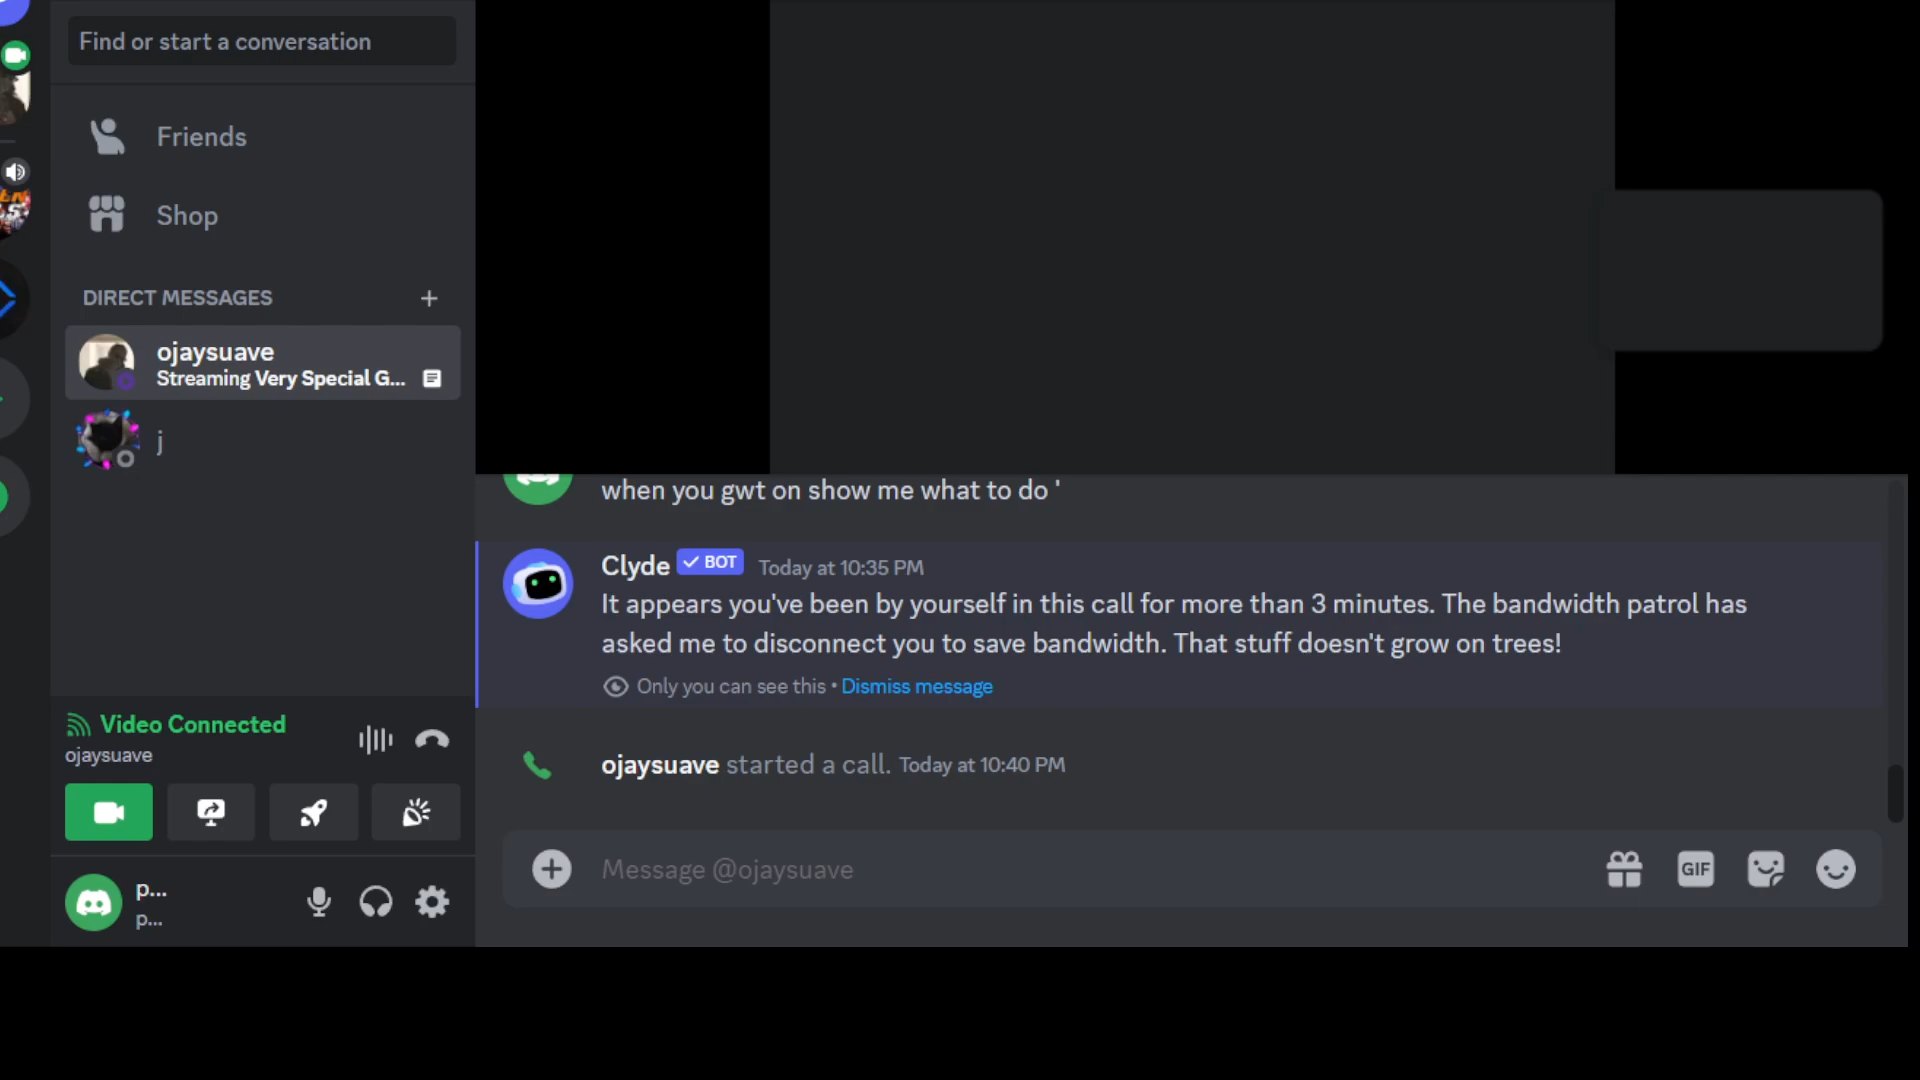 Find or start a conversation
Friends
Shop
DIRECT MESSAGES
ojaysuave
Streaming Very Special G...
j
Video Connected
ojaysuave
p...
p...
when you gwt on show me what to do '
Clyde BOT Today at 10:35 PM
It appears you've been by yourself in this call for more than 3 minutes. The bandwidth patrol has
asked me to disconnect you to save bandwidth. That stuff doesn't grow on trees!
Only you can see this • Dismiss message
ojaysuave started a call. Today at 10:40 PM
Message @ojaysuave
GIF